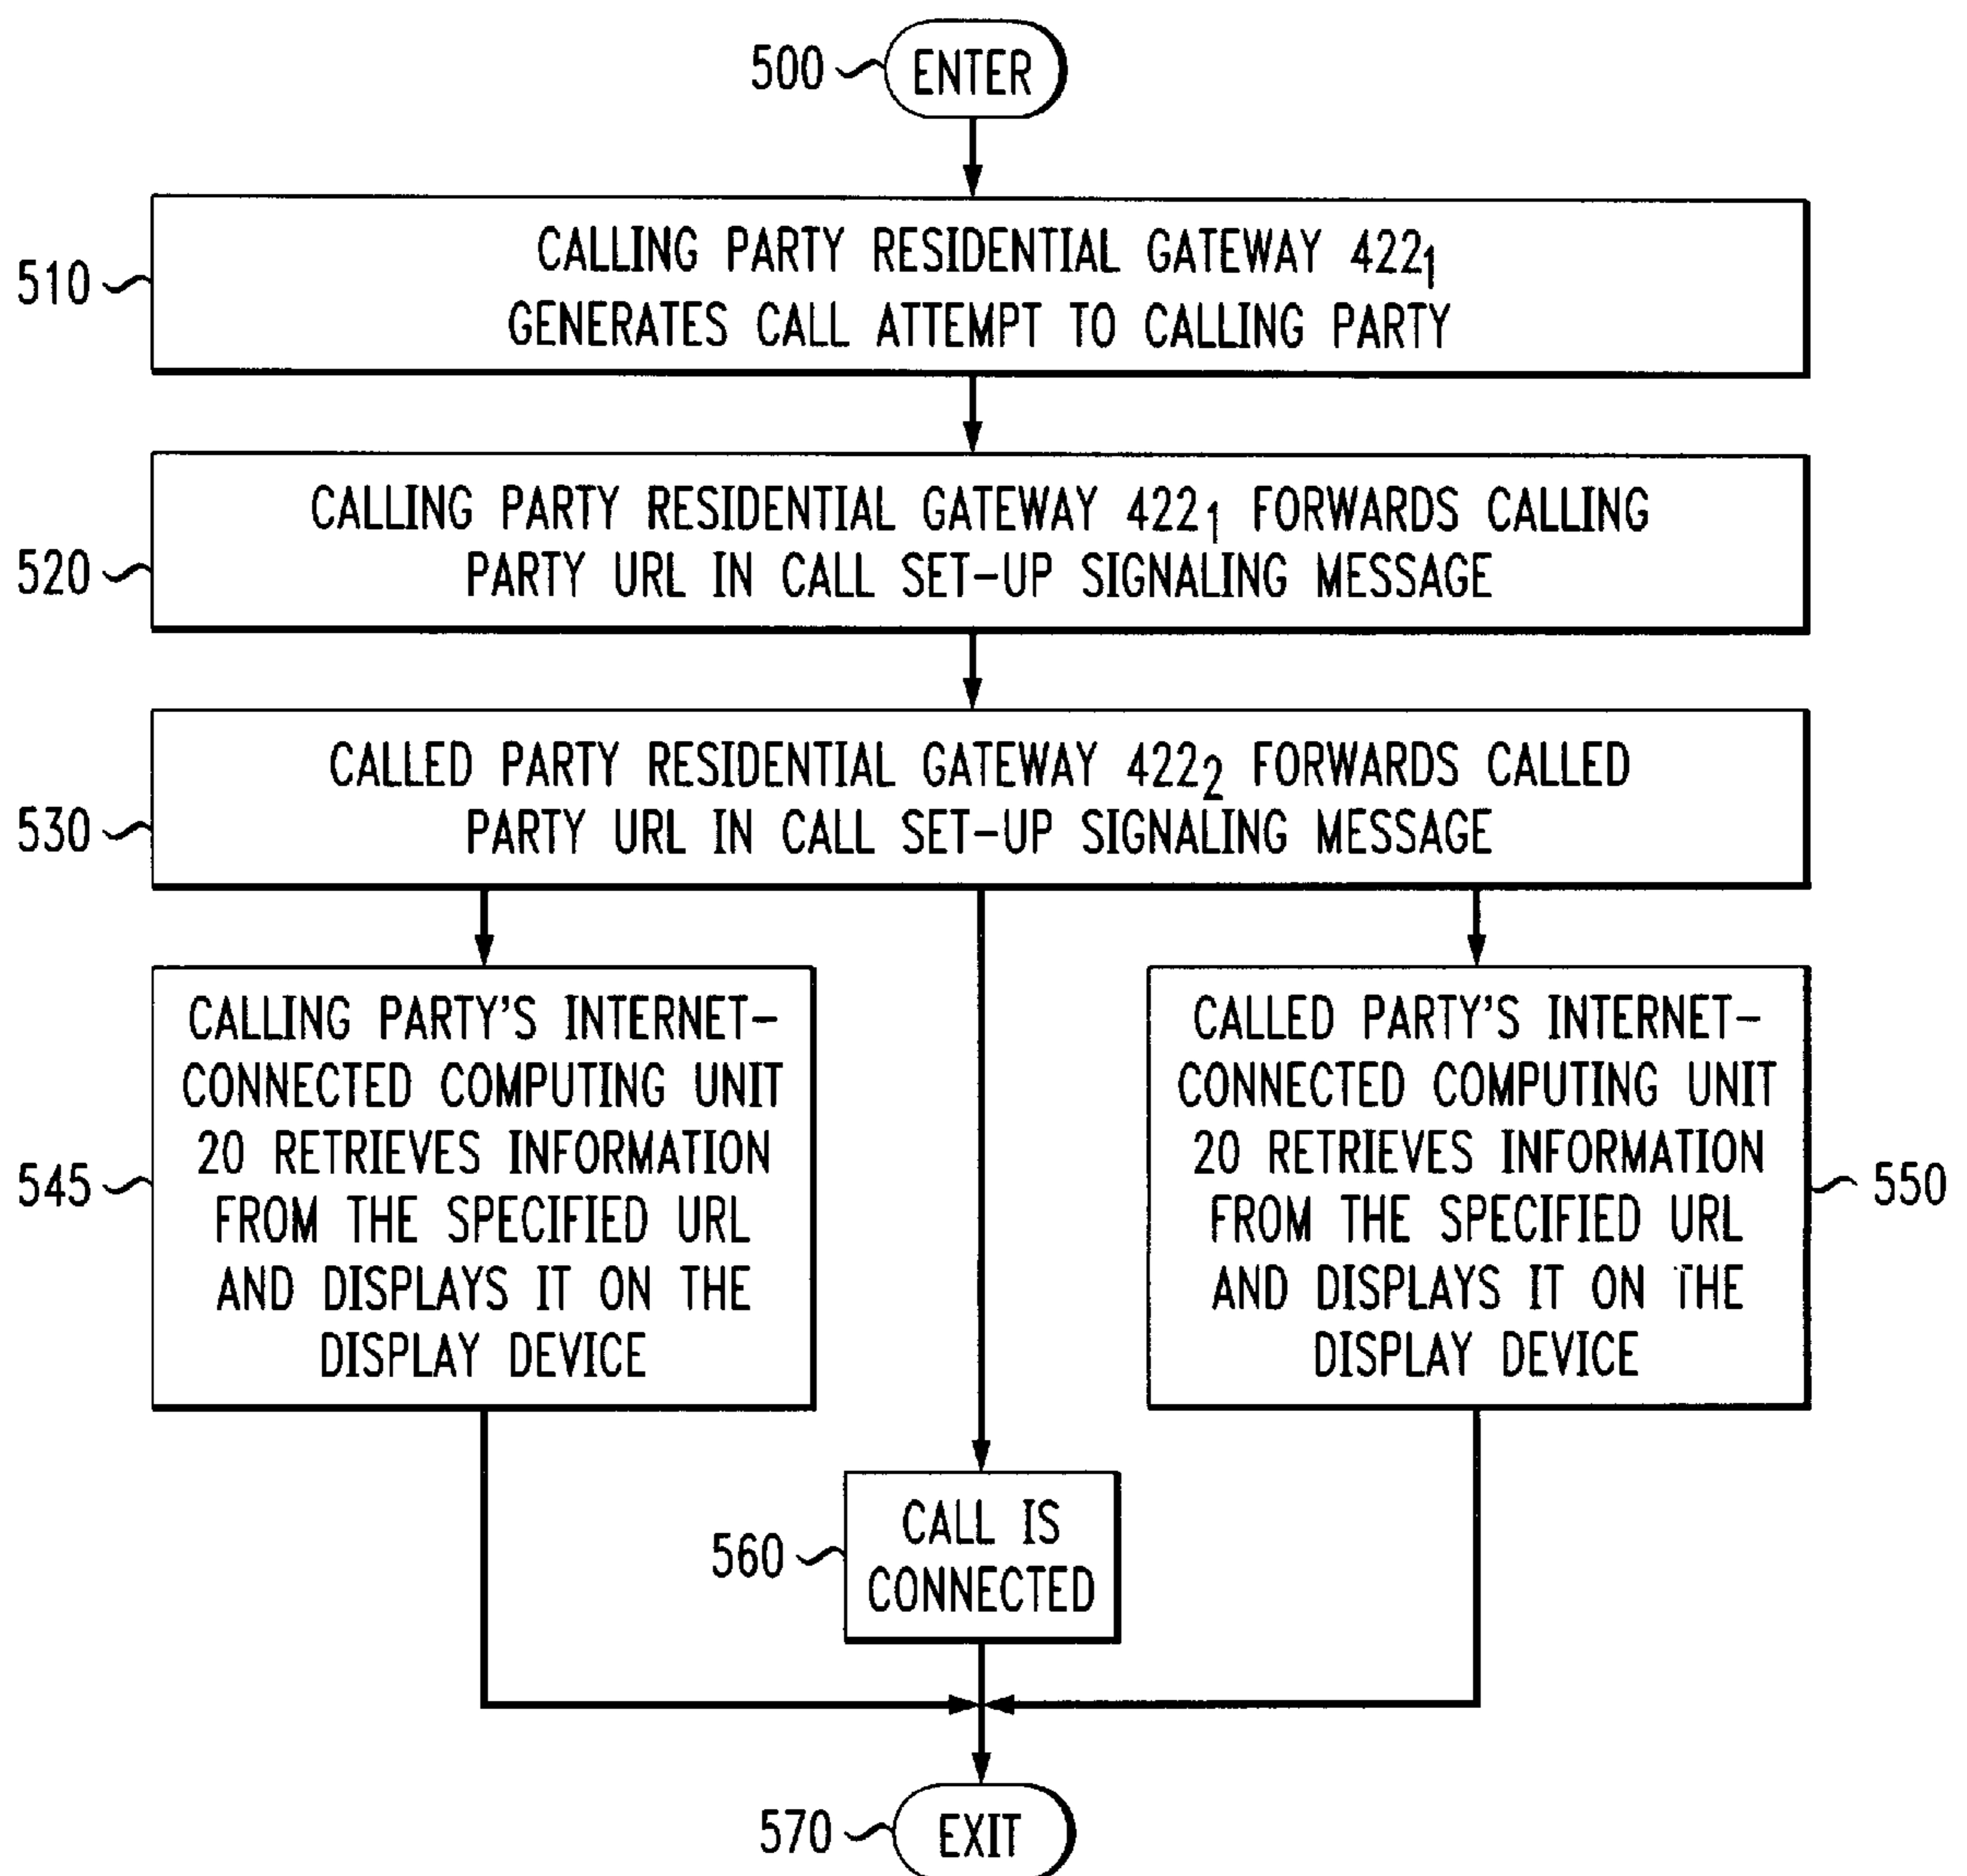 500 ENTER
510
CALLING PARTY RESIDENTIAL GATEWAY 422₁
GENERATES CALL ATTEMPT TO CALLING PARTY
520
CALLING PARTY RESIDENTIAL GATEWAY 422₁ FORWARDS CALLING
PARTY URL IN CALL SET-UP SIGNALING MESSAGE
530
CALLED PARTY RESIDENTIAL GATEWAY 422₂ FORWARDS CALLED
PARTY URL IN CALL SET-UP SIGNALING MESSAGE
545
CALLING PARTY'S INTERNET-
CONNECTED COMPUTING UNIT
20 RETRIEVES INFORMATION
FROM THE SPECIFIED URL
AND DISPLAYS IT ON THE
DISPLAY DEVICE
CALLED PARTY'S INTERNET-
CONNECTED COMPUTING UNIT
20 RETRIEVES INFORMATION
FROM THE SPECIFIED URL
AND DISPLAYS IT ON THE
DISPLAY DEVICE
550
560
CALL IS
CONNECTED
570 EXIT